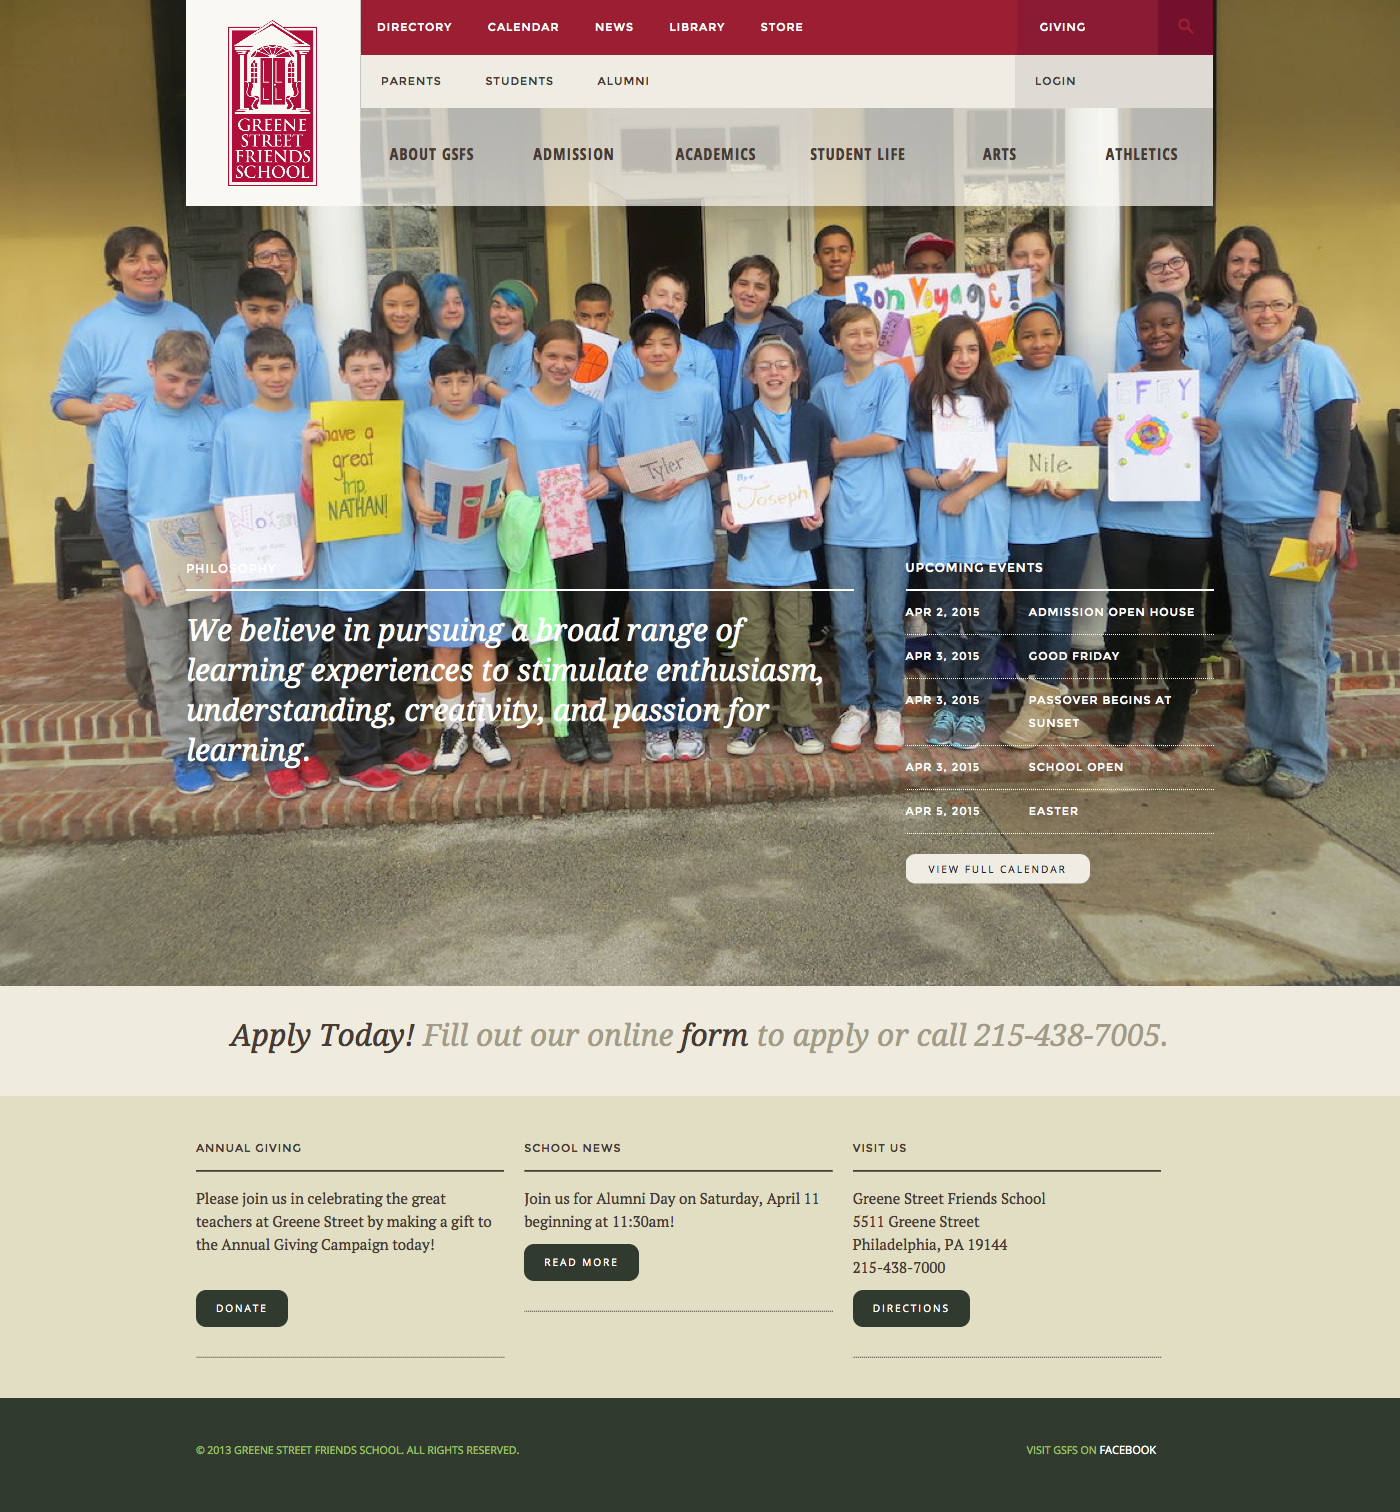 DIRECTORY CALENDAR NEWS LIBRARY STORE GIVING
PARENTS STUDENTS ALUMNI LOGIN
GREENE
STREET
FRIENDS
SCHOOL
ABOUT GSFS ADMISSION ACADEMICS STUDENT LIFE ARTS ATHLETICS
Bon Voyage!
EFFY
have a
great
trip,
NATHAN!
Tyler
By:
Joseph
Nile
Nolan
PHILOSOPHY
We believe in pursuing a broad range of
learning experiences to stimulate enthusiasm,
understanding, creativity, and passion for
learning.
UPCOMING EVENTS
APR 2, 2015 ADMISSION OPEN HOUSE
APR 3, 2015 GOOD FRIDAY
APR 3, 2015 PASSOVER BEGINS AT
SUNSET
APR 3, 2015 SCHOOL OPEN
APR 5, 2015 EASTER
VIEW FULL CALENDAR
Apply Today! Fill out our online form to apply or call 215-438-7005.
ANNUAL GIVING
Please join us in celebrating the great
teachers at Greene Street by making a gift to
the Annual Giving Campaign today!
DONATE
SCHOOL NEWS
Join us for Alumni Day on Saturday, April 11
beginning at 11:30am!
READ MORE
VISIT US
Greene Street Friends School
5511 Greene Street
Philadelphia, PA 19144
215-438-7000
DIRECTIONS
© 2013 GREENE STREET FRIENDS SCHOOL. ALL RIGHTS RESERVED.
VISIT GSFS ON FACEBOOK